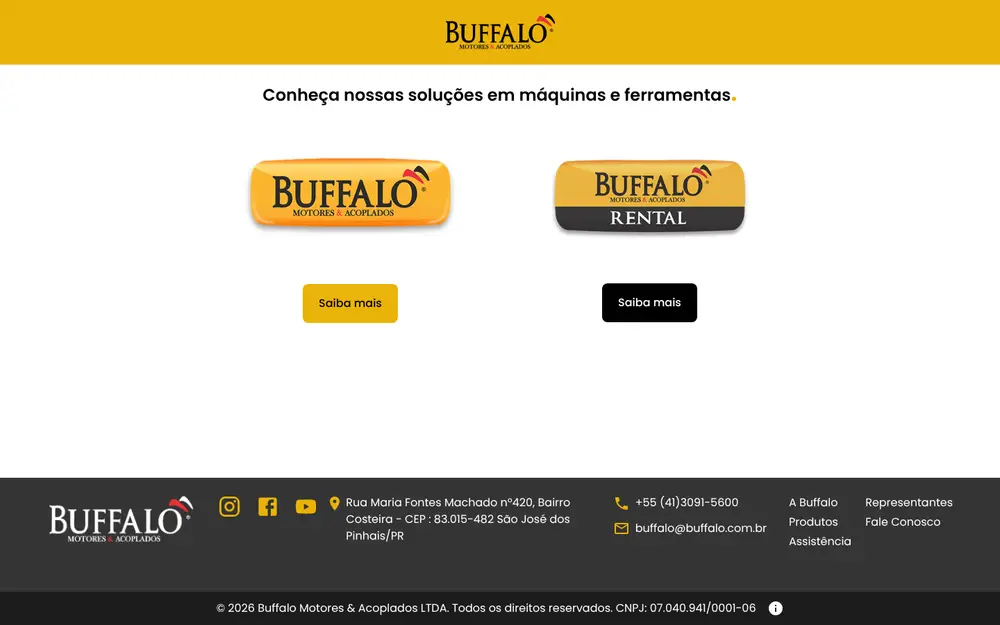 BUFFALO
MOTORES & ACOPLADOS
Conheça nossas soluções em máquinas e ferramentas.
BUFFALO
MOTORES & ACOPLADOS
BUFFALO
MOTORES & ACOPLADOS
RENTAL
Saiba mais
Saiba mais
BUFFALO
MOTORES & ACOPLADOS
Rua Maria Fontes Machado nº420, Bairro
Costeira - CEP : 83.015-482 São José dos
Pinhais/PR
+55 (41)3091-5600
buffalo@buffalo.com.br
A Buffalo
Produtos
Assistência
Representantes
Fale Conosco
© 2026 Buffalo Motores & Acoplados LTDA. Todos os direitos reservados. CNPJ: 07.040.941/0001-06